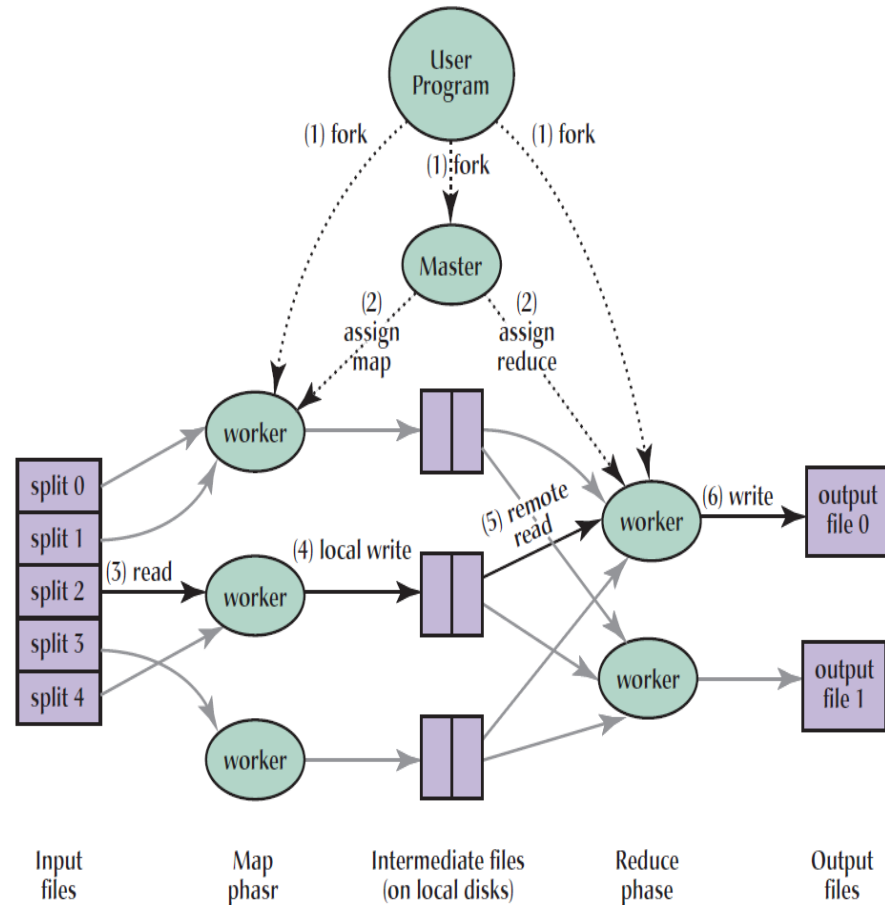 User
Program
(1) fork
(1) fork
(1) fork
Master
(2)
assign
map
(2)
assign
reduce
split 0
split 1
split 2
split 3
split 4
(3) read
worker
worker
worker
(4) local write
(5) remote
read
worker
worker
(6) write
output
file 0
output
file 1
Input
files
Map
phasr
Intermediate files
(on local disks)
Reduce
phase
Output
files